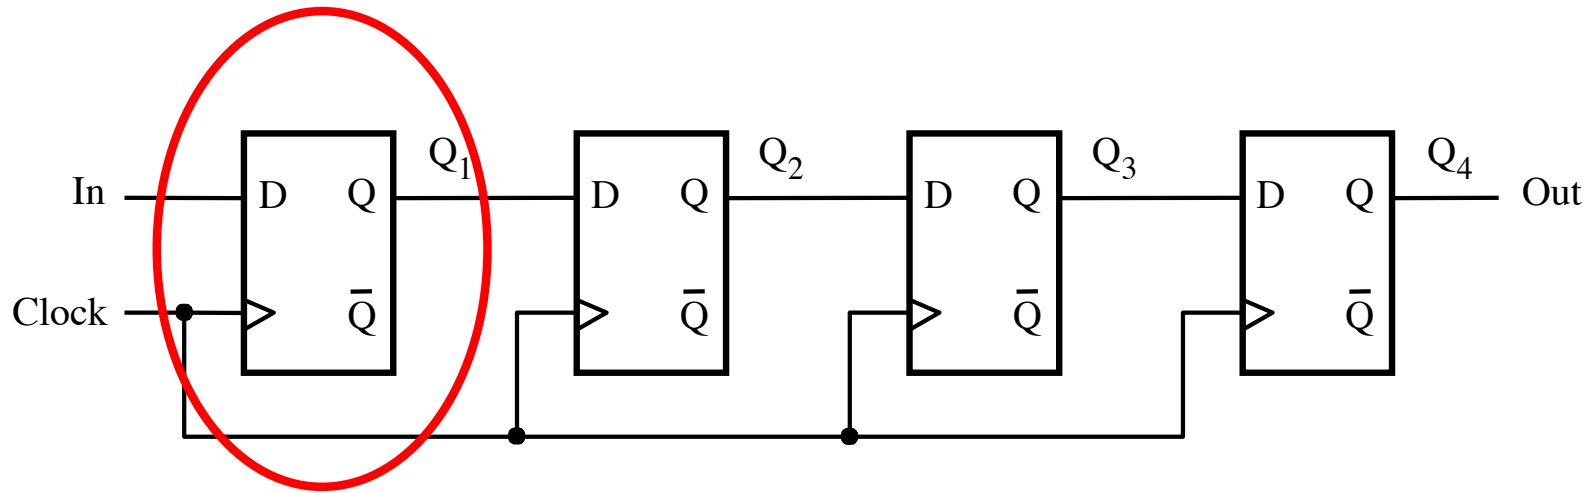 Q₁ Q₂ Q₃ Q₄
In D Q D Q D Q D Q Out
Clock Q̅ Q̅ Q̅ Q̅